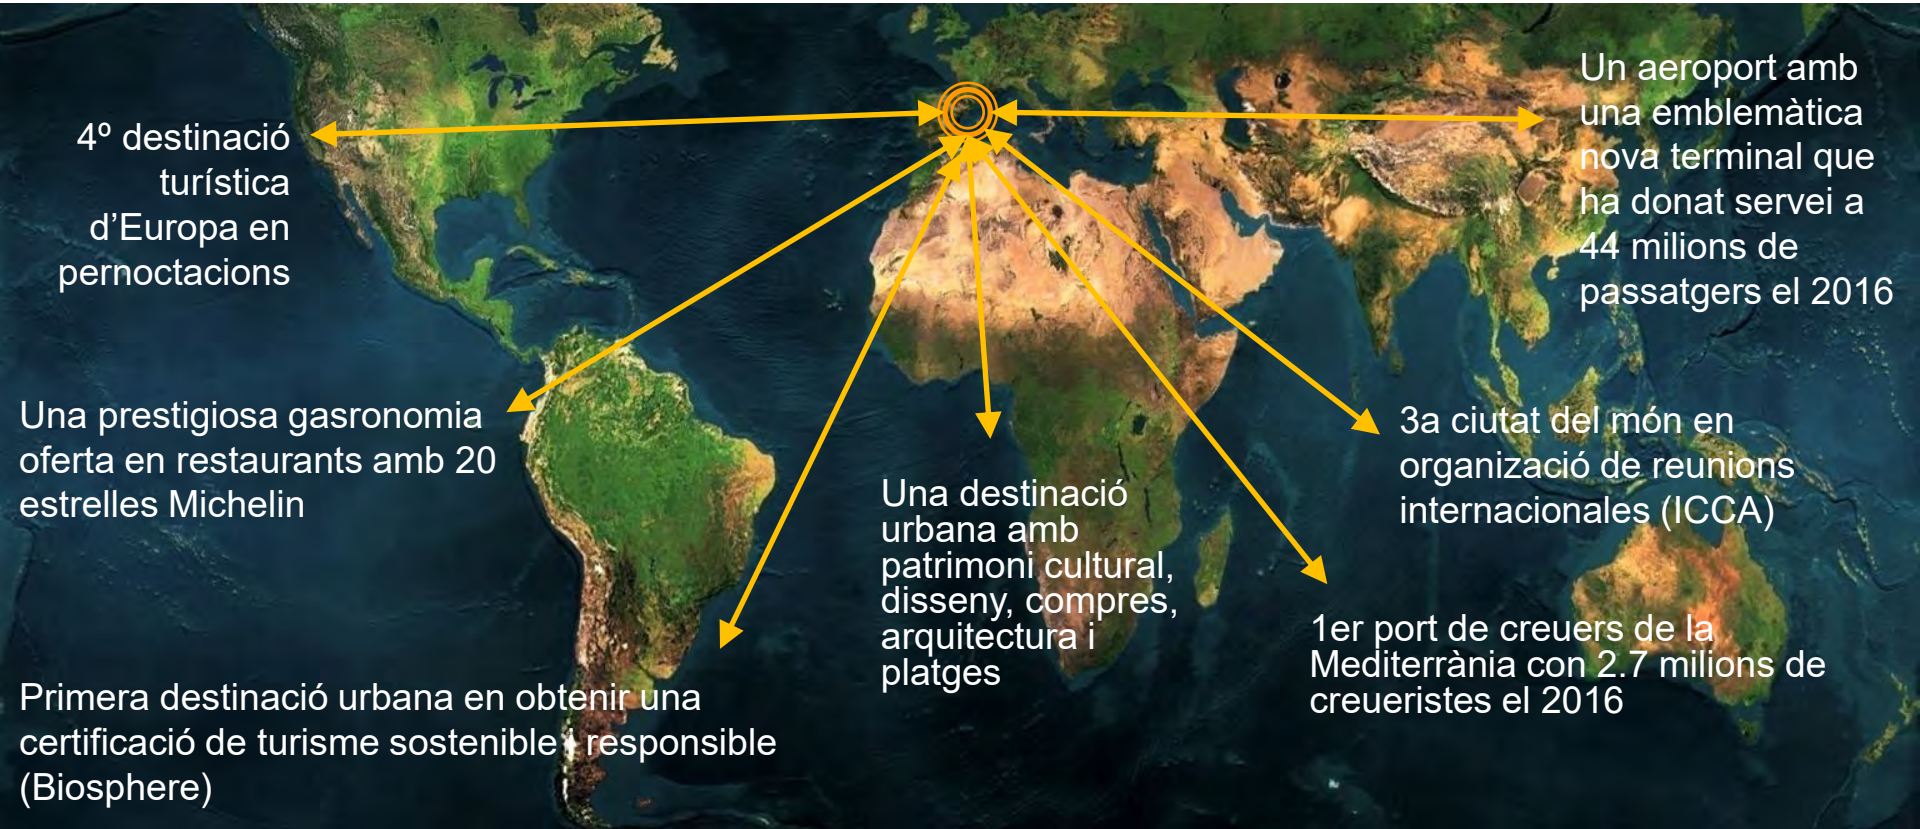 4º destinació
turística
d’Europa en
pernoctacions
Un aeroport amb
una emblemàtica
nova terminal que
ha donat servei a
44 milions de
passatgers el 2016
Una prestigiosa gasronomia
oferta en restaurants amb 20
estrelles Michelin
3a ciutat del món en
organizació de reunions
internacionales (ICCA)
Una destinació
urbana amb
patrimoni cultural,
disseny, compres,
arquitectura i
platges
1er port de creuers de la
Mediterrània con 2.7 milions de
creueristes el 2016
Primera destinació urbana en obtenir una
certificació de turisme sostenible i responsible
(Biosphere)